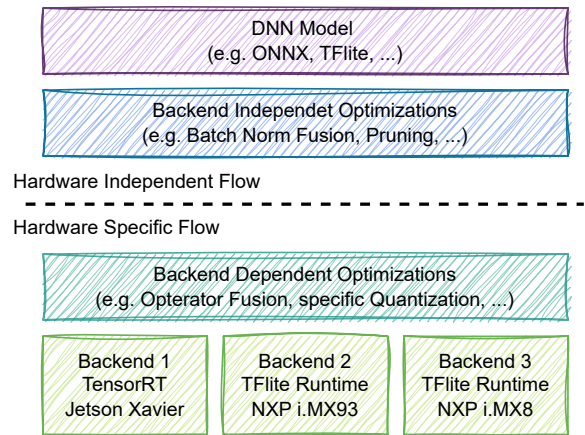 DNN Model
(e.g. ONNX, TFlite, ...)
Backend Independet Optimizations
(e.g. Batch Norm Fusion, Pruning, ...)
Hardware Independent Flow
Hardware Specific Flow
Backend Dependent Optimizations
(e.g. Opterator Fusion, specific Quantization, ...)
Backend 1
TensorRT
Jetson Xavier
Backend 2
TFlite Runtime
NXP i.MX93
Backend 3
TFlite Runtime
NXP i.MX8